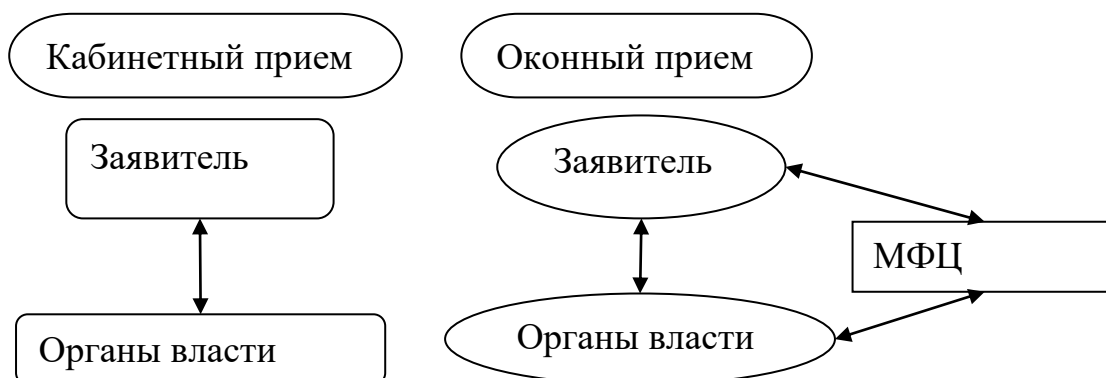 Кабинетный прием
Оконный прием
Заявитель
Заявитель
МФЦ
Органы власти
Органы власти